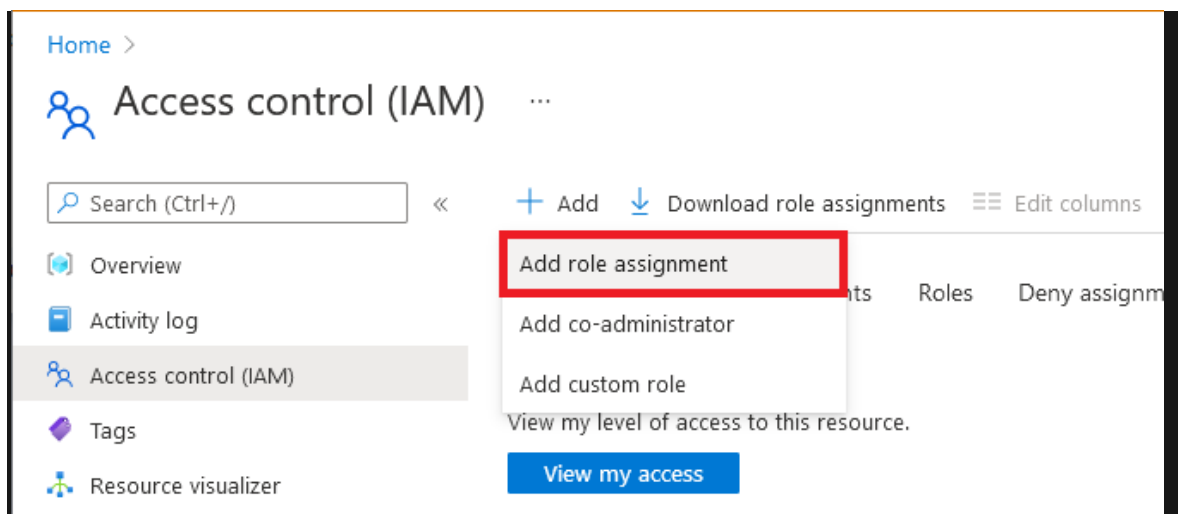 Home >
Access control (IAM) ...
Search (Ctrl+/) «
+ Add Download role assignments Edit columns
Overview
Add role assignment
Roles Deny assignm
Activity log
Add co-administrator
Access control (IAM)
Add custom role
Tags
View my level of access to this resource.
Resource visualizer
View my access